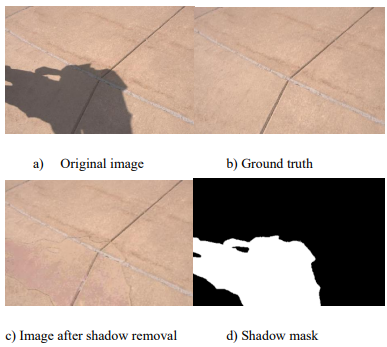 a) Original image
b) Ground truth
c) Image after shadow removal
d) Shadow mask